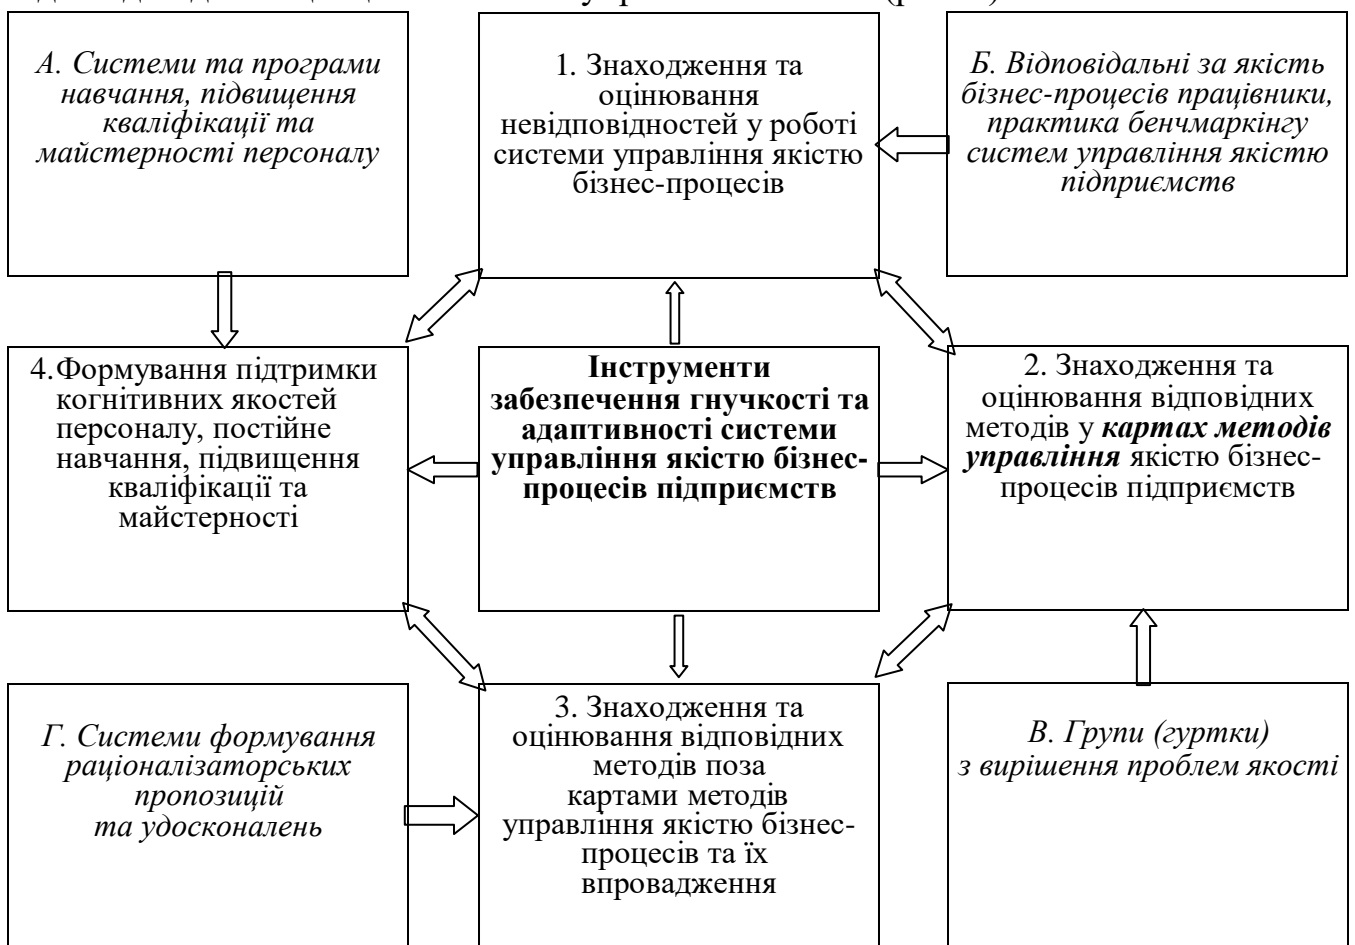 А. Системи та програми
навчання, підвищення
кваліфікації та
майстерності персоналу
1. Знаходження та
оцінювання
невідповідностей у роботі
системи управління якістю
бізнес-процесів
Б. Відповідальні за якість
бізнес-процесів працівники,
практика бенчмаркінгу
систем управління якістю
підприємств
4.Формування підтримки
когнітивних якостей
персоналу, постійне
навчання, підвищення
кваліфікації та
майстерності
Інструменти
забезпечення гнучкості та
адаптивності системи
управління якістю бізнес-
процесів підприємств
2. Знаходження та
оцінювання відповідних
методів у картах методів
управління якістю бізнес-
процесів підприємств
Г. Системи формування
раціоналізаторських
пропозицій
та удосконалень
3. Знаходження та
оцінювання відповідних
методів поза
картами методів
управління якістю бізнес-
процесів та їх
впровадження
В. Групи (гуртки)
з вирішення проблем якості